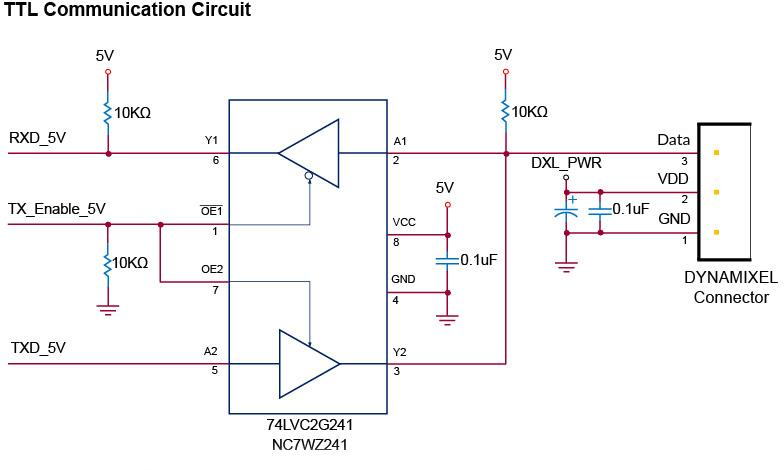 TTL Communication Circuit
5V
5V
10KΩ
10KΩ
RXD_5V
Y1
6
A1
2
Data
3
DXL_PWR
VDD
2
+
0.1uF
GND
1
TX_Enable_5V
OE1
1
5V
VCC
8
10KΩ
OE2
7
0.1uF
GND
4
DYNAMIXEL
Connector
TXD_5V
A2
5
Y2
3
74LVC2G241
NC7WZ241